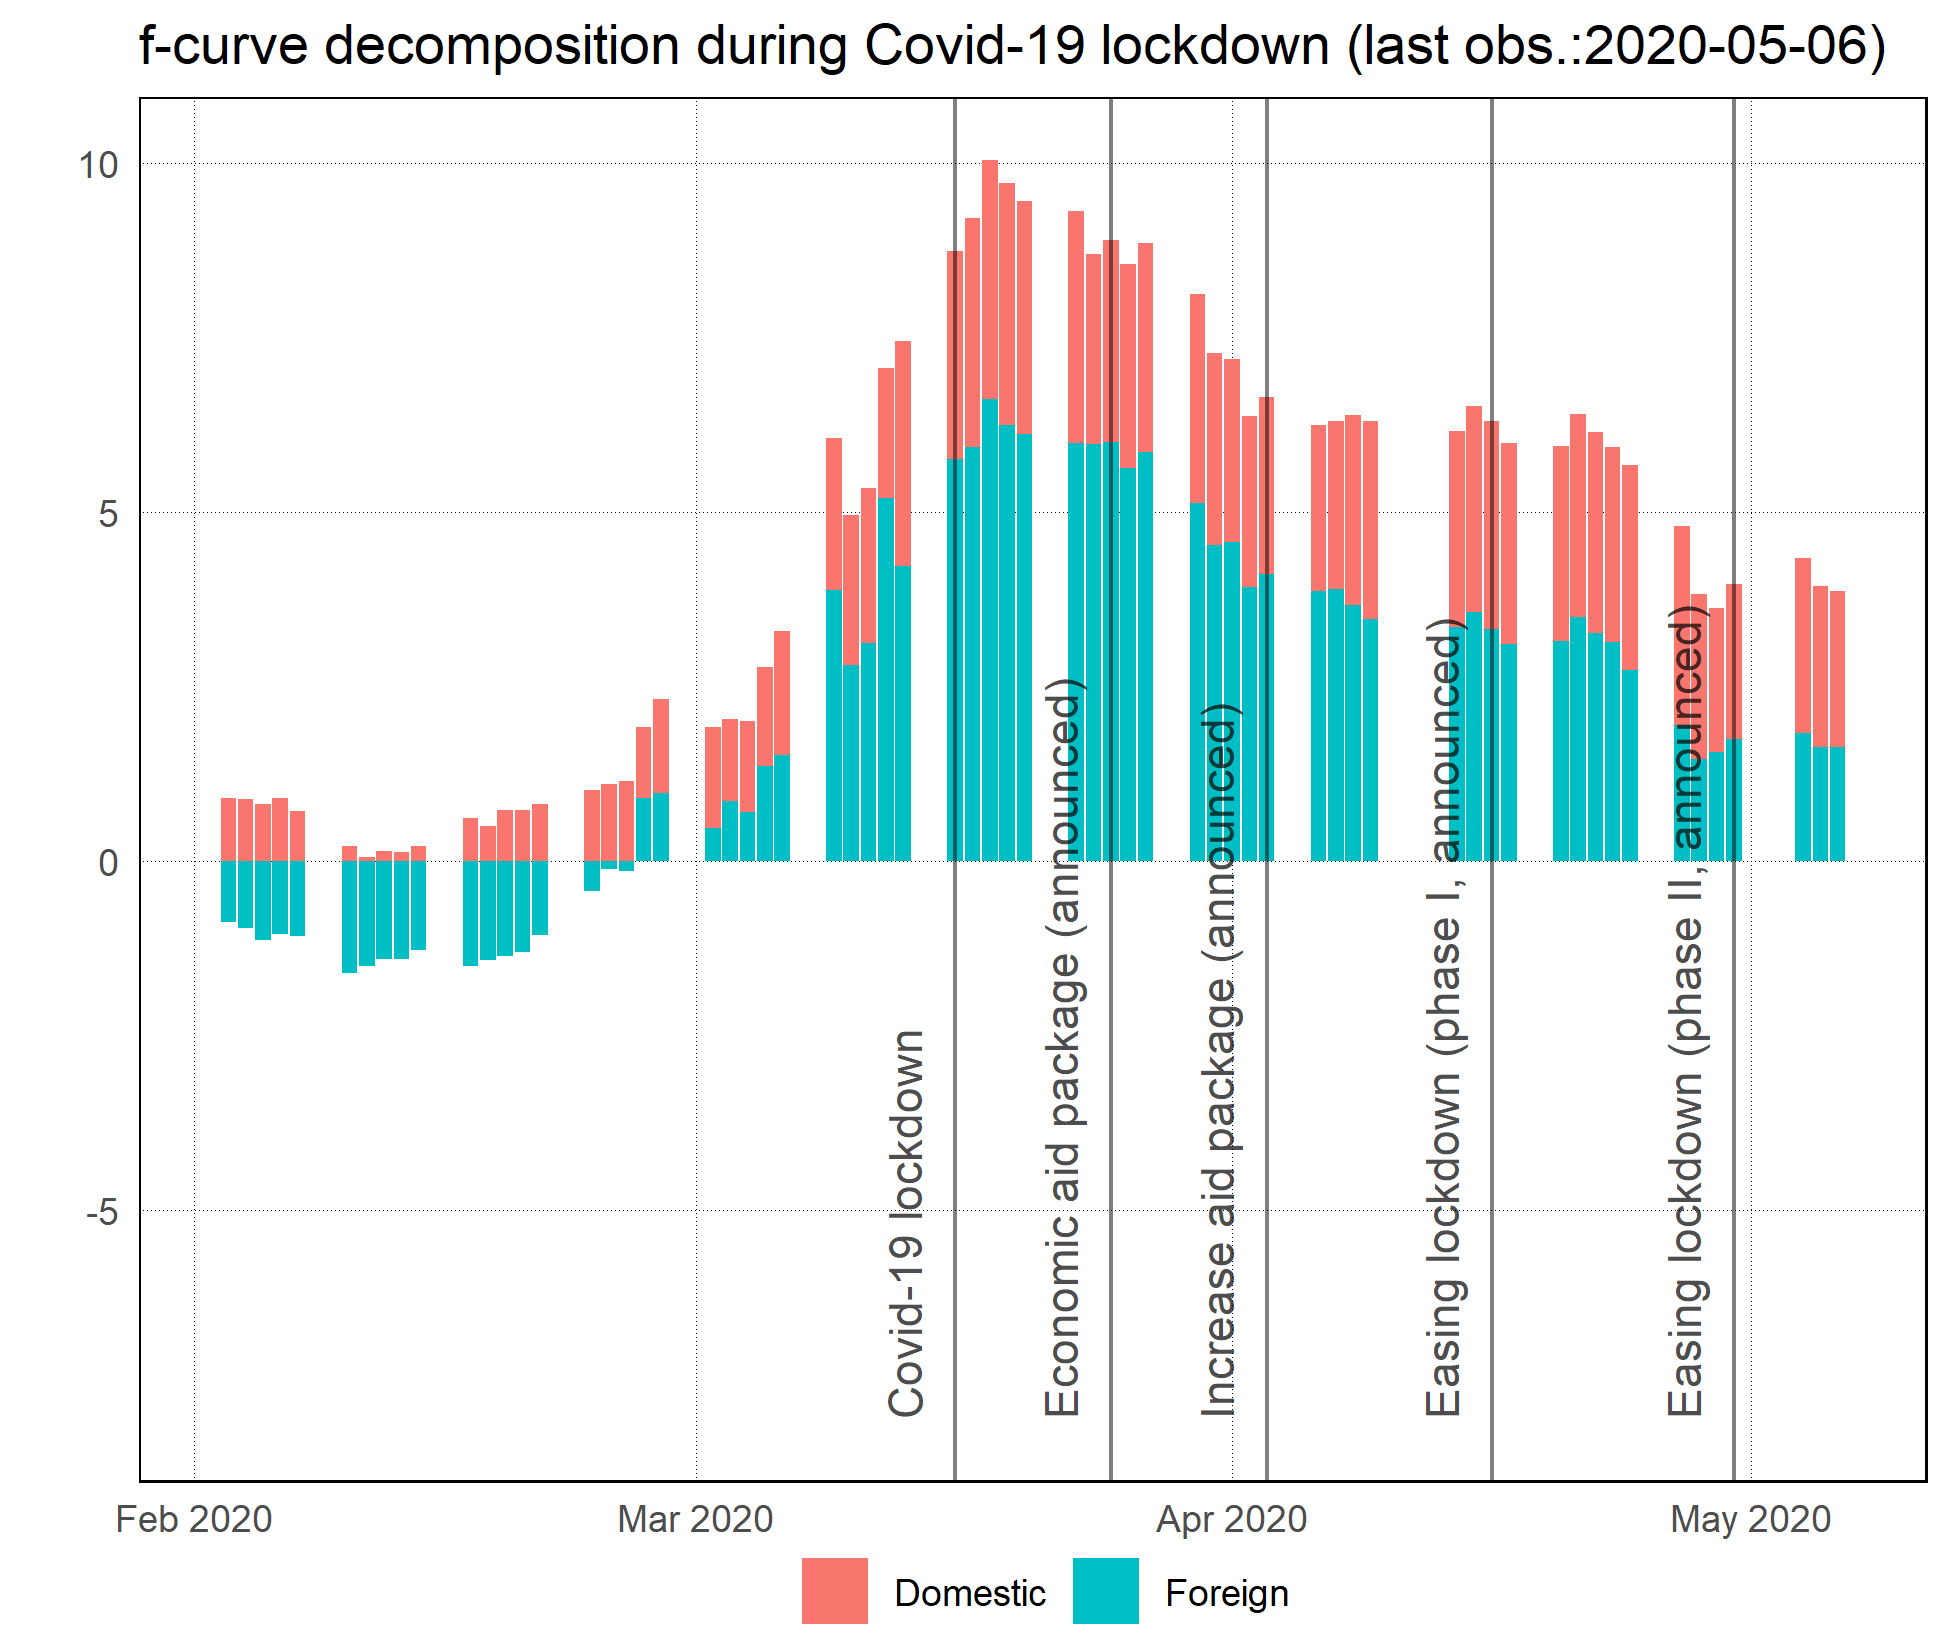 f-curve decomposition during Covid-19 lockdown (last obs.:2020-05-06)
10
5
0
-5
Covid-19 lockdown
Economic aid package (announced)
Increase aid package (announced)
Easing lockdown (phase I, announced)
Easing lockdown (phase II, announced)
Feb 2020
Mar 2020
Apr 2020
May 2020
Domestic
Foreign